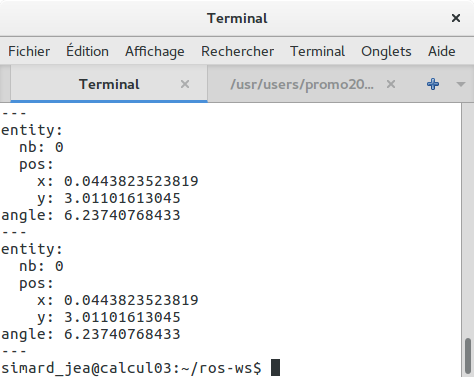 Terminal
×
Fichier Édition Affichage Rechercher Terminal Onglets Aide
Terminal × /usr/users/promo20... ×
---
entity:
  nb: 0
  pos:
    x: 0.0443823523819
    y: 3.01101613045
angle: 6.23740768433
---
entity:
  nb: 0
  pos:
    x: 0.0443823523819
    y: 3.01101613045
angle: 6.23740768433
---
simard_jea@calcul03:~/ros-ws$